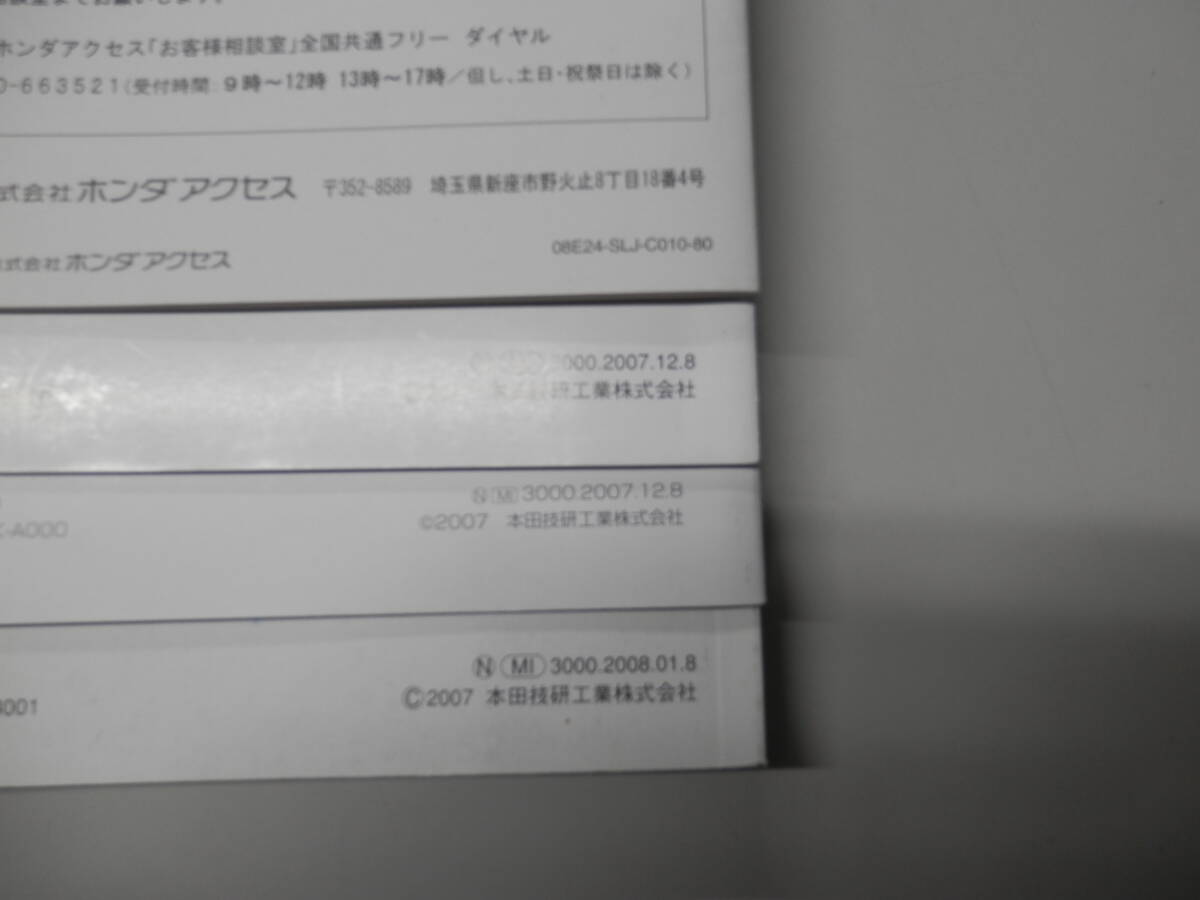 ホンダアクセス「お客様相談室」全国共通フリー ダイヤル
0-663521(受付時間:9時〜12時 13時〜17時/但し、土日・祝祭日は除く)
式会社 ホンダアクセス 〒352-8589 埼玉県新座市野火止8丁目18番4号
式会社 ホンダアクセス
08E24-SLJ-C010-80
000.2007.12.8
研工業株式会社
Ⓝ MI 3000.2007.12.8
-A000
©2007 本田技研工業株式会社
Ⓝ MI 3000.2008.01.8
001
©2007 本田技研工業株式会社